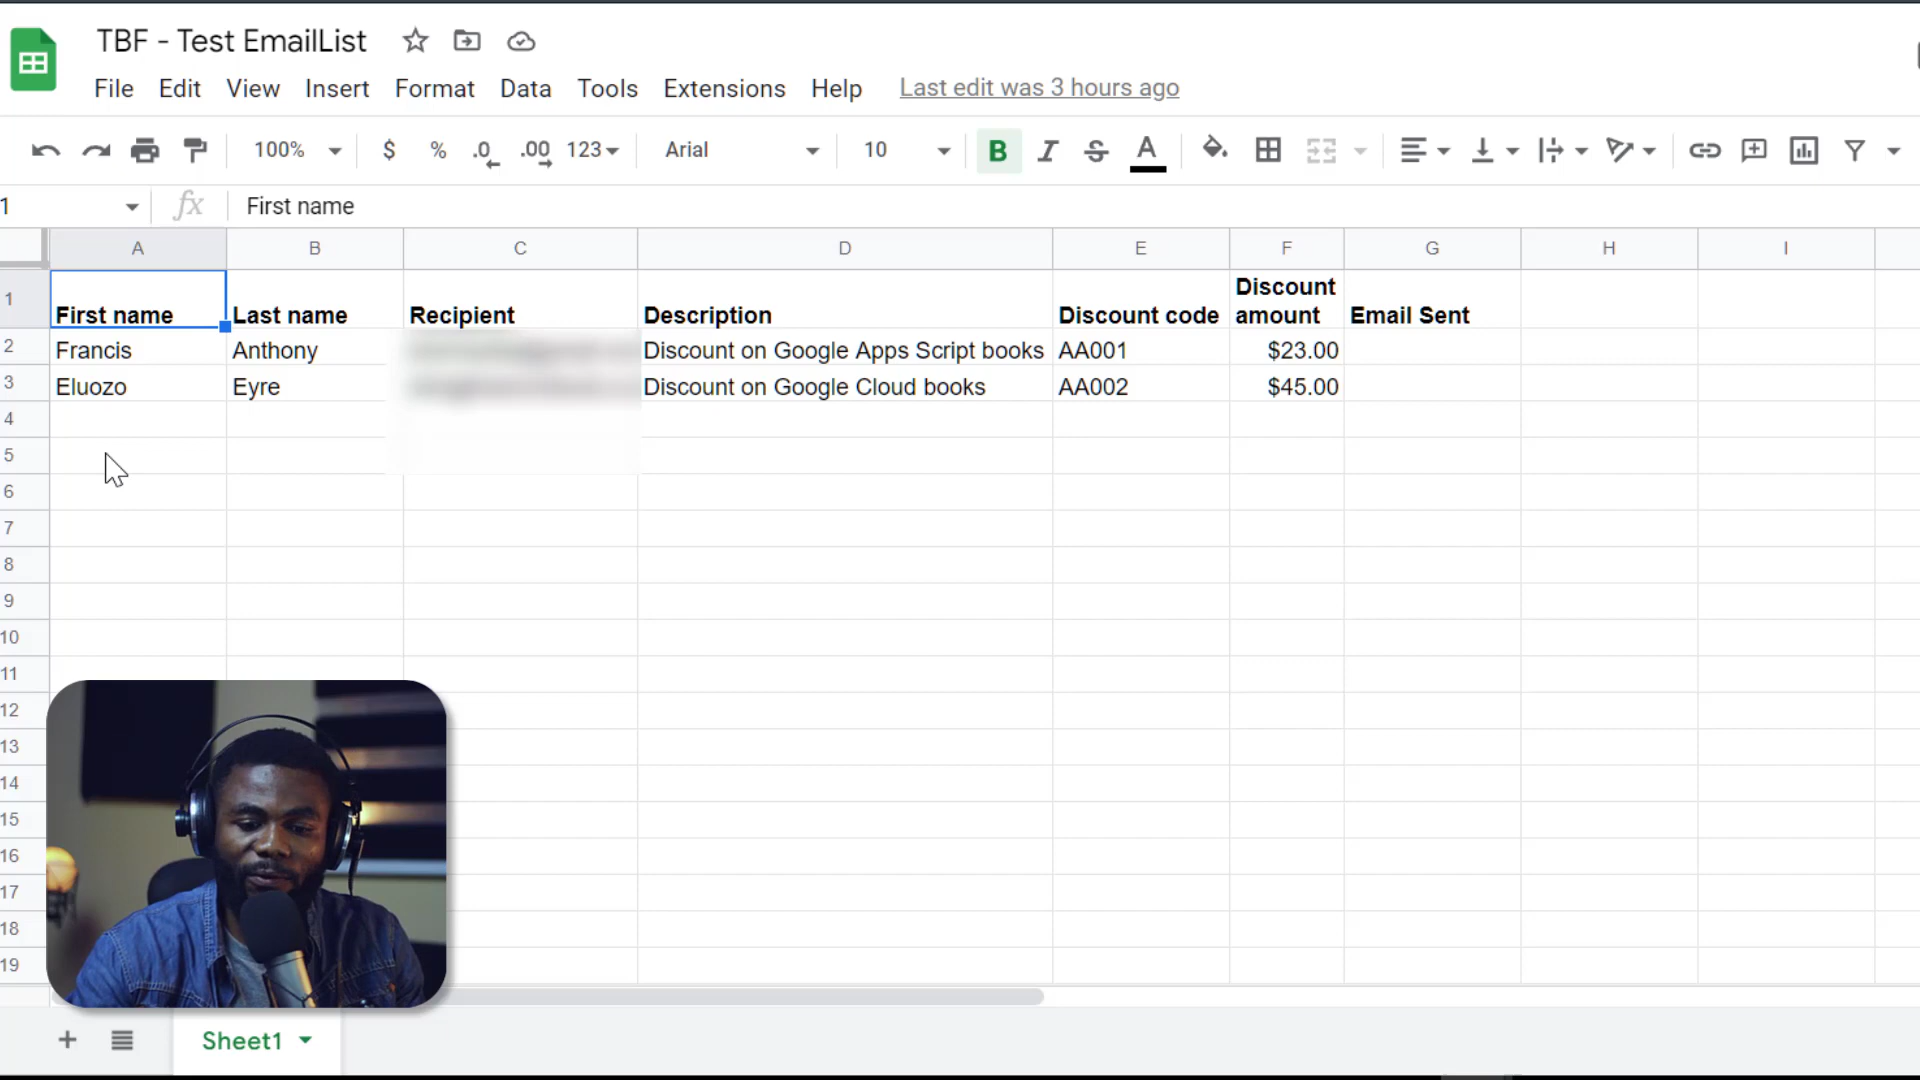 TBF - Test EmailList
File Edit View Insert Format Data Tools Extensions Help Last edit was 3 hours ago
100% $ % .0 .00 123 Arial 10 B I S A
1 fx First name
A B C D E F G H I
1 First name Last name Recipient Description Discount code Discount amount Email Sent
2 Francis Anthony Discount on Google Apps Script books AA001 $23.00
3 Eluozo Eyre Discount on Google Cloud books AA002 $45.00
4
5
6
7
8
9
10
11
12
13
14
15
16
17
18
19
+ Sheet1